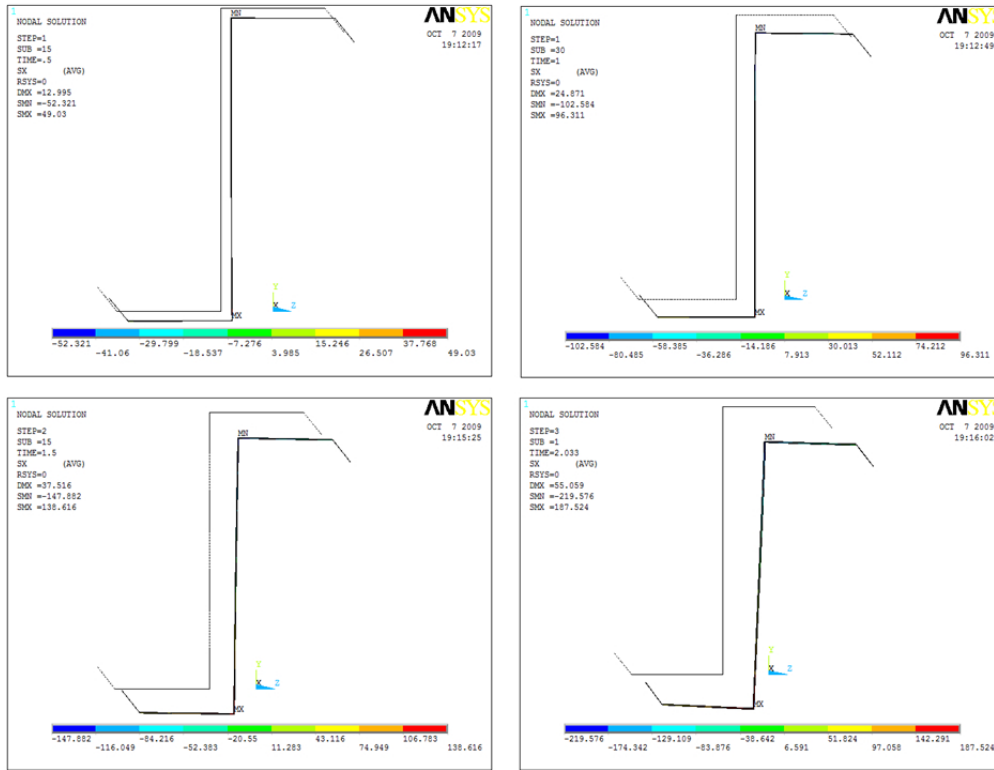 1
NODAL SOLUTION
STEP=1
SUB =15
TIME=.5
SX (AVG)
RSYS=0
DMX=12.995
SMN=-52.321
SMX=49.03
ANSYS
OCT 7 2009
19:12:17
MN
MX
Y
X Z
-52.321 -29.799 -7.276 15.246 37.768
-41.06 -18.537 3.985 26.507 49.03
1
NODAL SOLUTION
STEP=1
SUB =30
TIME=1
SX (AVG)
RSYS=0
DMX=24.871
SMN=-102.584
SMX=96.311
ANSYS
OCT 7 2009
19:12:49
MN
MX
Y
X Z
-102.584 -58.385 -14.186 30.013 74.212
-80.485 -36.286 7.913 52.112 96.311
1
NODAL SOLUTION
STEP=2
SUB =15
TIME=1.5
SX (AVG)
RSYS=0
DMX=37.516
SMN=-147.882
SMX=138.616
ANSYS
OCT 7 2009
19:15:25
MN
MX
Y
X Z
-147.882 -84.216 -20.55 43.116 106.783
-116.049 -52.383 11.283 74.949 138.616
1
NODAL SOLUTION
STEP=3
SUB =1
TIME=2.033
SX (AVG)
RSYS=0
DMX=55.059
SMN=-219.576
SMX=187.524
ANSYS
OCT 7 2009
19:16:02
MN
MX
Y
X Z
-219.576 -129.109 -38.642 51.824 142.291
-174.342 -83.876 6.591 97.058 187.524